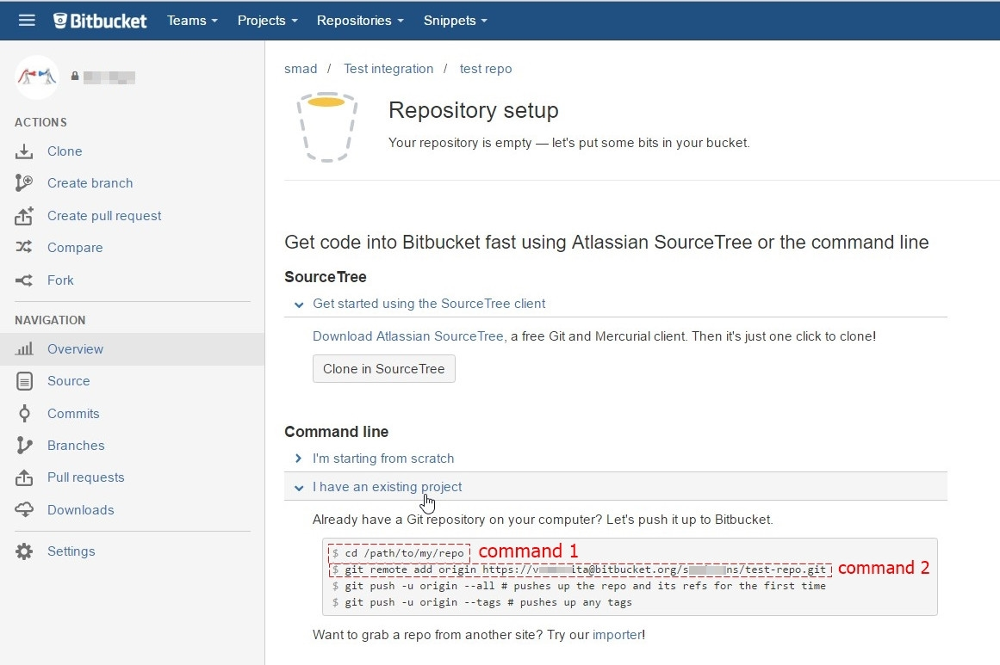 Bitbucket Teams Projects Repositories Snippets
smad / Test integration / test repo
Repository setup
Your repository is empty — let's put some bits in your bucket.
ACTIONS
Clone
Create branch
Create pull request
Compare
Fork
NAVIGATION
Overview
Source
Commits
Branches
Pull requests
Downloads
Settings
Get code into Bitbucket fast using Atlassian SourceTree or the command line
SourceTree
Get started using the SourceTree client
Download Atlassian SourceTree, a free Git and Mercurial client. Then it's just one click to clone!
Clone in SourceTree
Command line
I'm starting from scratch
I have an existing project
Already have a Git repository on your computer? Let's push it up to Bitbucket.
$ cd /path/to/my/repo command 1
$ git remote add origin https://v ita@bitbucket.org/s ns/test-repo.git command 2
$ git push -u origin --all # pushes up the repo and its refs for the first time
$ git push -u origin --tags # pushes up any tags
Want to grab a repo from another site? Try our importer!